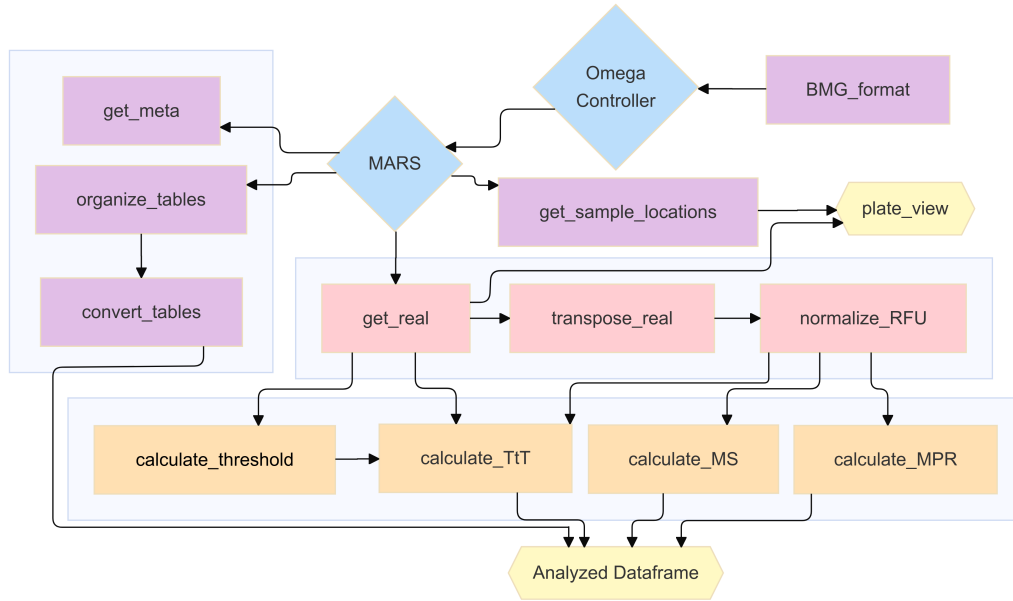 Omega
Controller
BMG_format
get_meta
MARS
organize_tables
get_sample_locations
plate_view
convert_tables
get_real
transpose_real
normalize_RFU
calculate_threshold
calculate_TtT
calculate_MS
calculate_MPR
Analyzed Dataframe